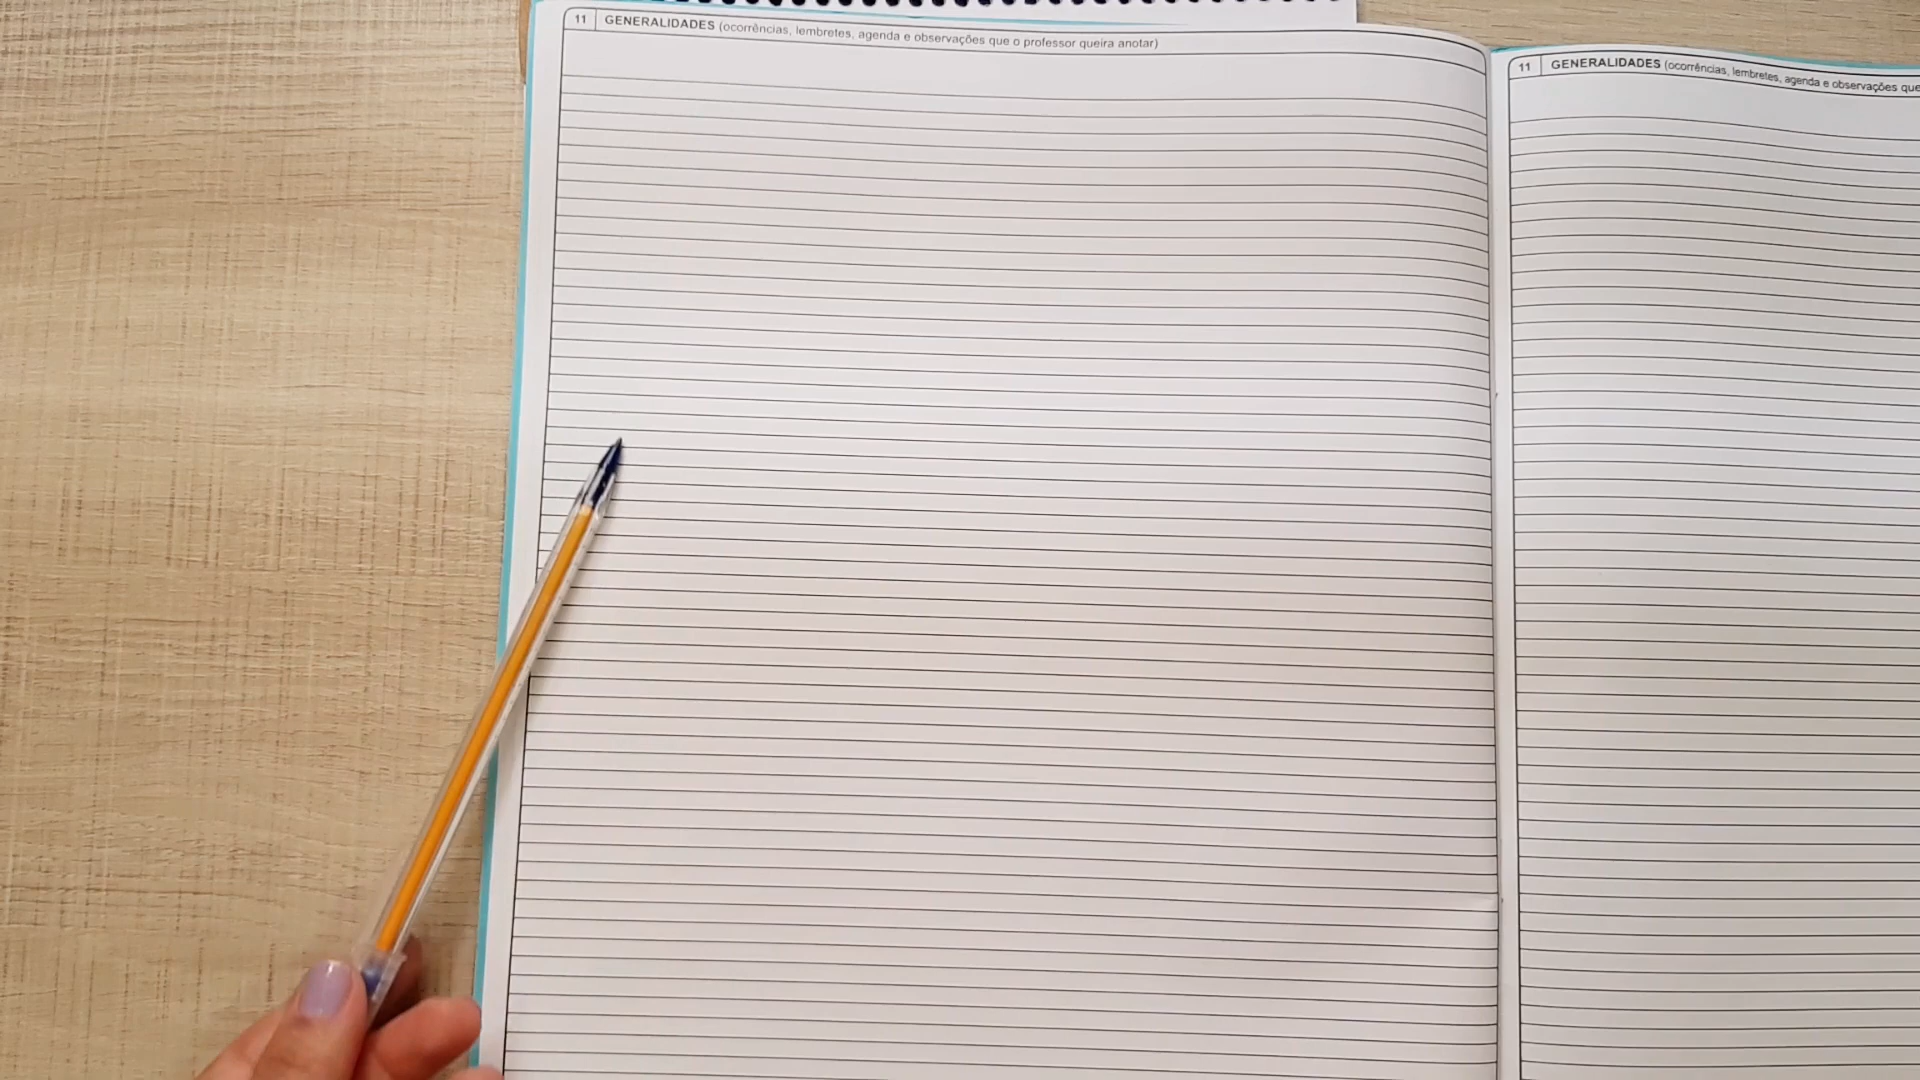 11 GENERALIDADES (ocorrências, lembretes, agenda e observações que o professor queira anotar)
11 GENERALIDADES (ocorrências, lembretes, agenda e observações que